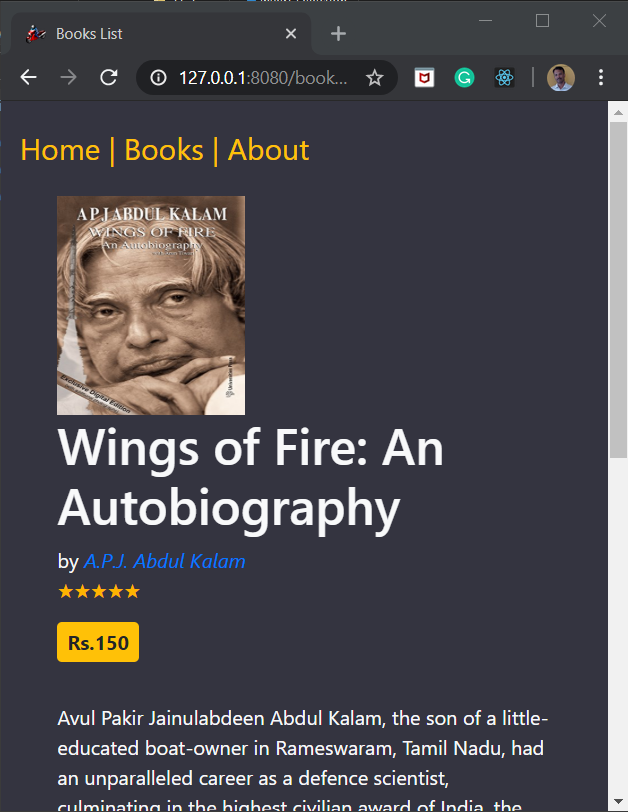 Books List
127.0.0.1:8080/book...
Home | Books | About
A P J ABDUL KALAM
WINGS OF FIRE
An Autobiography
Exclusive Digital Edition
Wings of Fire: An
Autobiography
by A.P.J. Abdul Kalam
★★★★★
Rs.150
Avul Pakir Jainulabdeen Abdul Kalam, the son of a little-
educated boat-owner in Rameswaram, Tamil Nadu, had
an unparalleled career as a defence scientist,
culminating in the highest civilian award of India, the